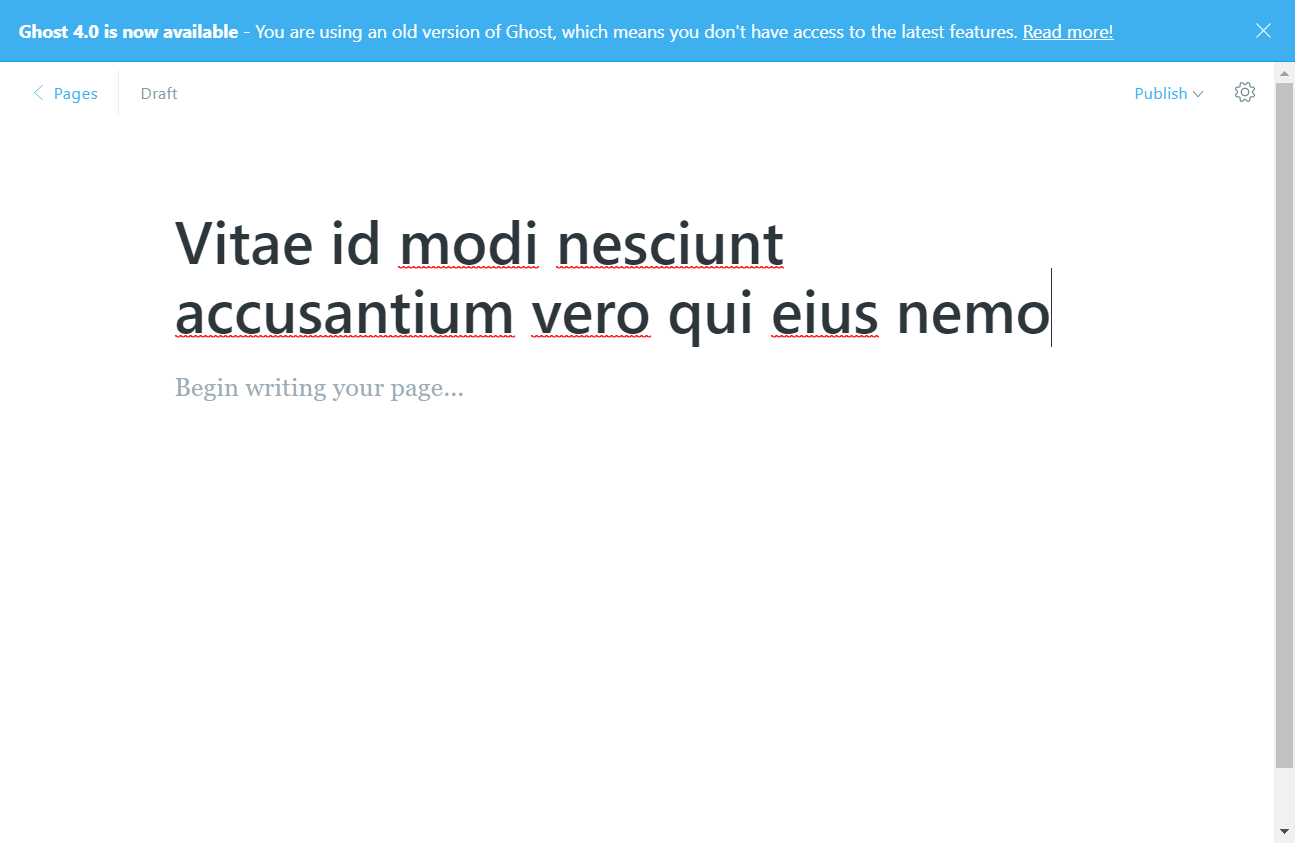 Ghost 4.0 is now available - You are using an old version of Ghost, which means you don't have access to the latest features. Read more!
Pages Draft Publish
Vitae id modi nesciunt
accusantium vero qui eius nemo
Begin writing your page...